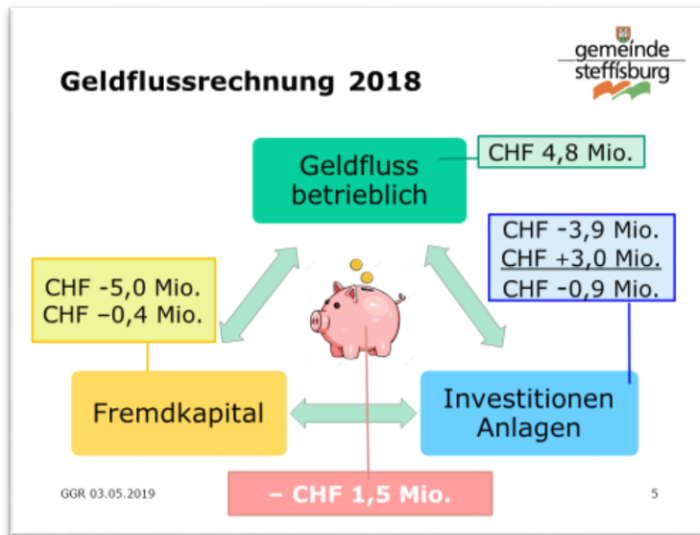 gemeinde
steffisburg
Geldflussrechnung 2018
Geldfluss
betrieblich
CHF 4,8 Mio.
CHF -3,9 Mio.
CHF +3,0 Mio.
CHF -0,9 Mio.
CHF -5,0 Mio.
CHF –0,4 Mio.
Fremdkapital
Investitionen
Anlagen
– CHF 1,5 Mio.
GGR 03.05.2019
5